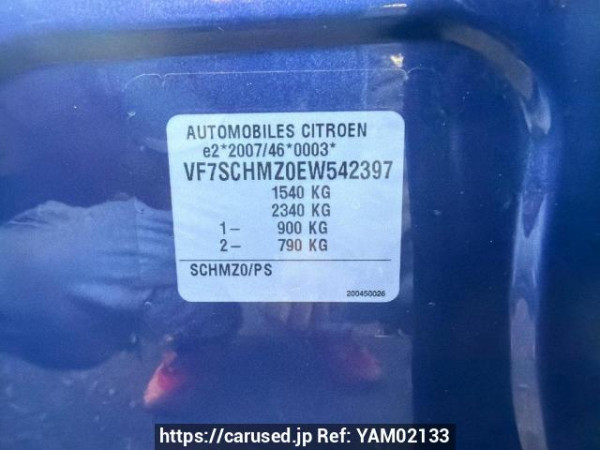 AUTOMOBILES CITROEN
e2*2007/46*0003*
VF7SCHMZ0EW542397
1540 KG
2340 KG
1- 900 KG
2- 790 KG
SCHMZ0/PS
200450026
https://carused.jp Ref: YAM02133